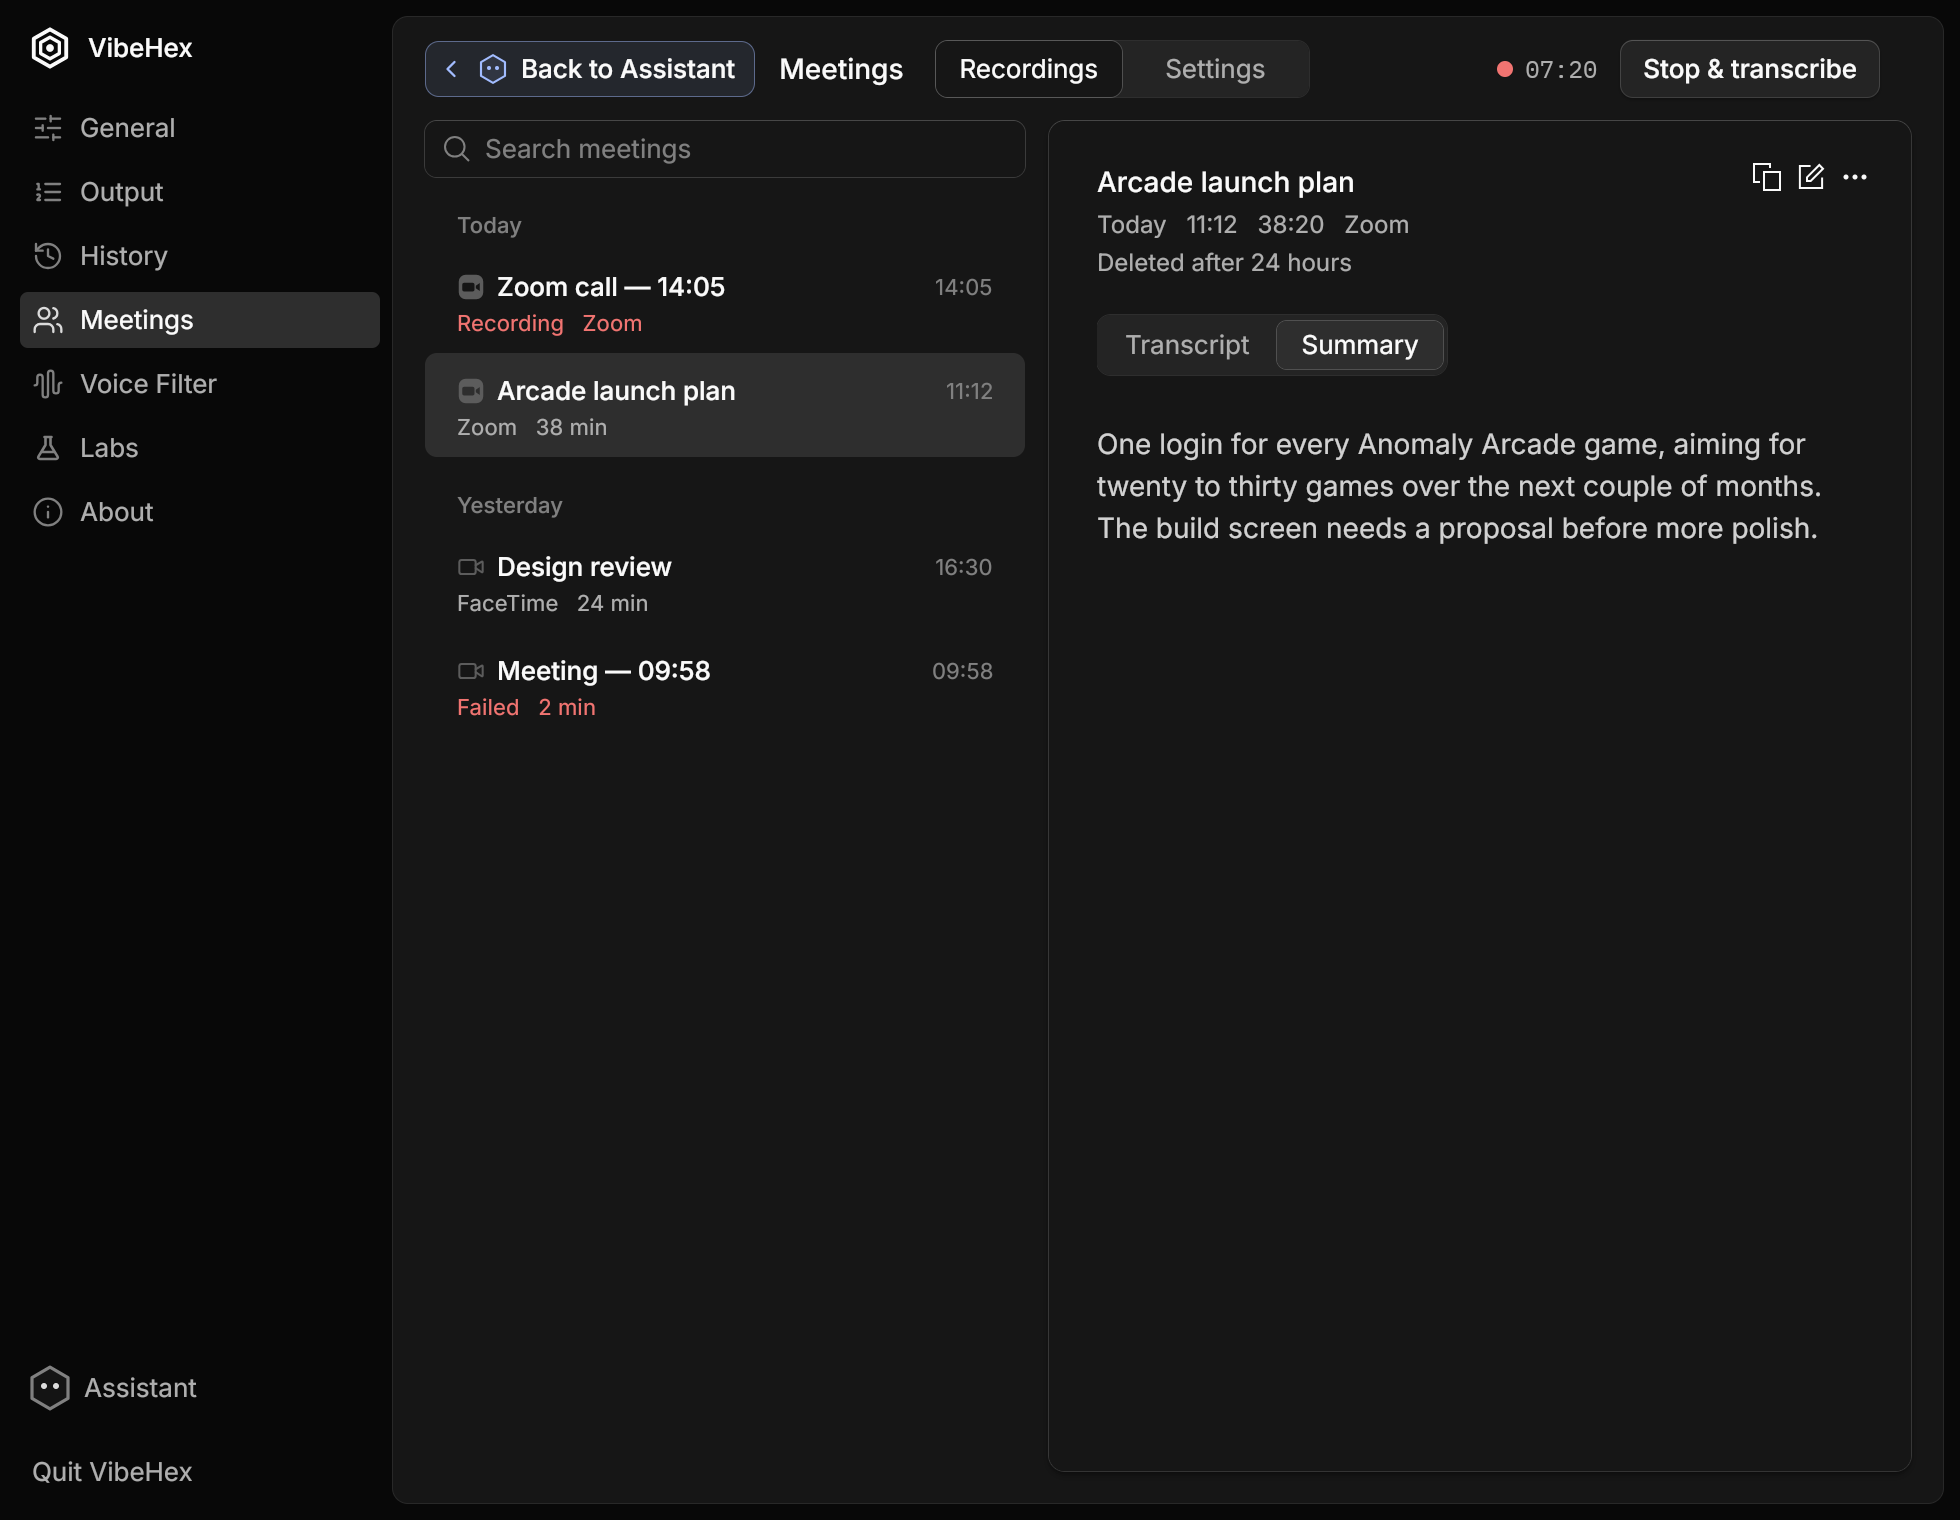 VibeHex
General
Output
History
Meetings
Voice Filter
Labs
About
Assistant
Quit VibeHex
Back to Assistant
Meetings
Recordings
Settings
07:20
Stop & transcribe
Search meetings
Today
Zoom call — 14:05
14:05
Recording Zoom
Arcade launch plan
11:12
Zoom 38 min
Yesterday
Design review
16:30
FaceTime 24 min
Meeting — 09:58
09:58
Failed 2 min
Arcade launch plan
Today 11:12 38:20 Zoom
Deleted after 24 hours
Transcript
Summary
One login for every Anomaly Arcade game, aiming for
twenty to thirty games over the next couple of months.
The build screen needs a proposal before more polish.